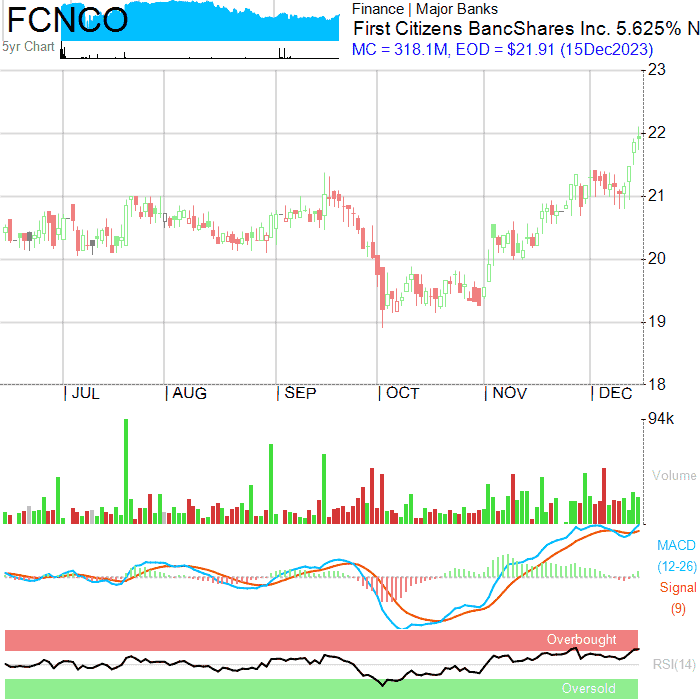 FCNCO
5yr Chart
Finance | Major Banks
First Citizens BancShares Inc. 5.625% N
MC = 318.1M, EOD = $21.91 (15Dec2023)
23
22
21
20
19
18
JUL AUG SEP OCT NOV DEC
94k
Volume
MACD
(12-26)
Signal
(9)
Overbought
RSI(14)
Oversold